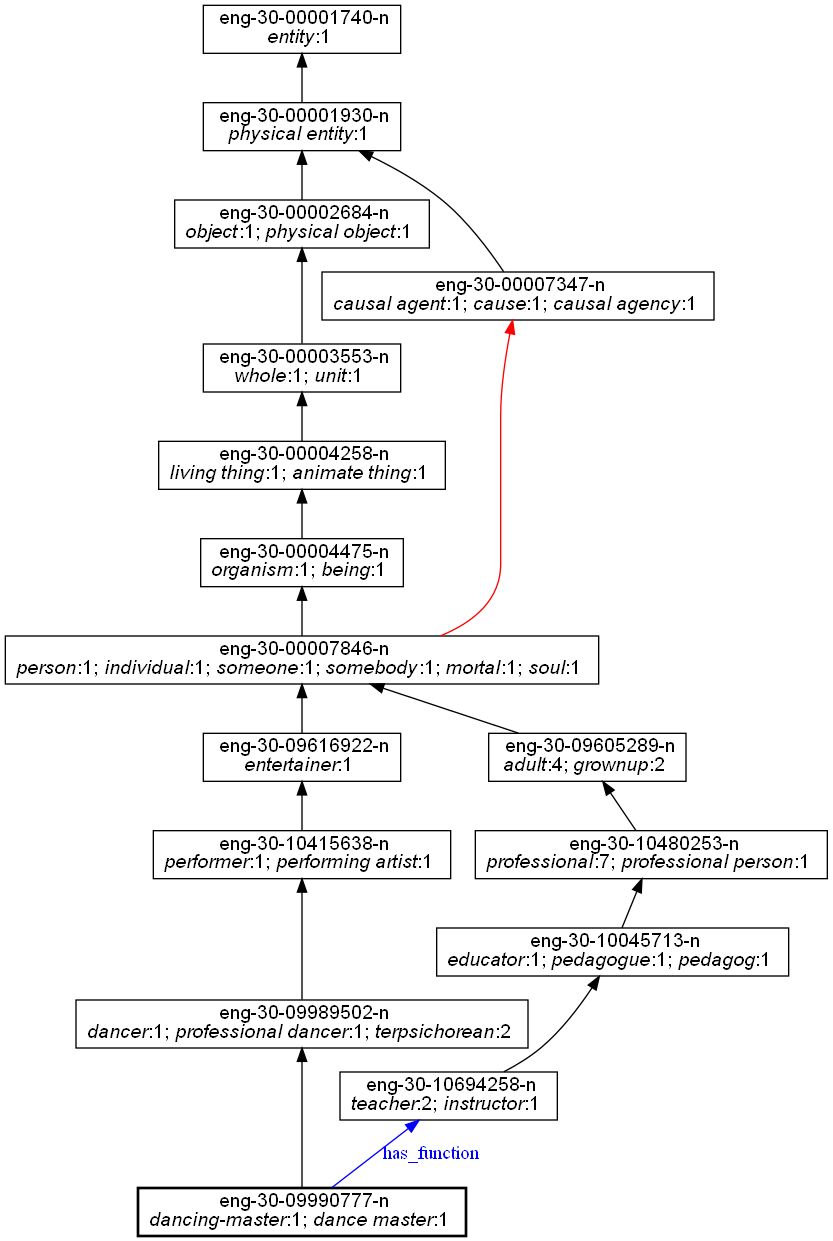 eng-30-00001740-n
entity:1
eng-30-00001930-n
physical entity:1
eng-30-00002684-n
object:1; physical object:1
eng-30-00007347-n
causal agent:1; cause:1; causal agency:1
eng-30-00003553-n
whole:1; unit:1
eng-30-00004258-n
living thing:1; animate thing:1
eng-30-00004475-n
organism:1; being:1
eng-30-00007846-n
person:1; individual:1; someone:1; somebody:1; mortal:1; soul:1
eng-30-09616922-n
entertainer:1
eng-30-09605289-n
adult:4; grownup:2
eng-30-10415638-n
performer:1; performing artist:1
eng-30-10480253-n
professional:7; professional person:1
eng-30-10045713-n
educator:1; pedagogue:1; pedagog:1
eng-30-09989502-n
dancer:1; professional dancer:1; terpsichorean:2
eng-30-10694258-n
teacher:2; instructor:1
has_function
eng-30-09990777-n
dancing-master:1; dance master:1